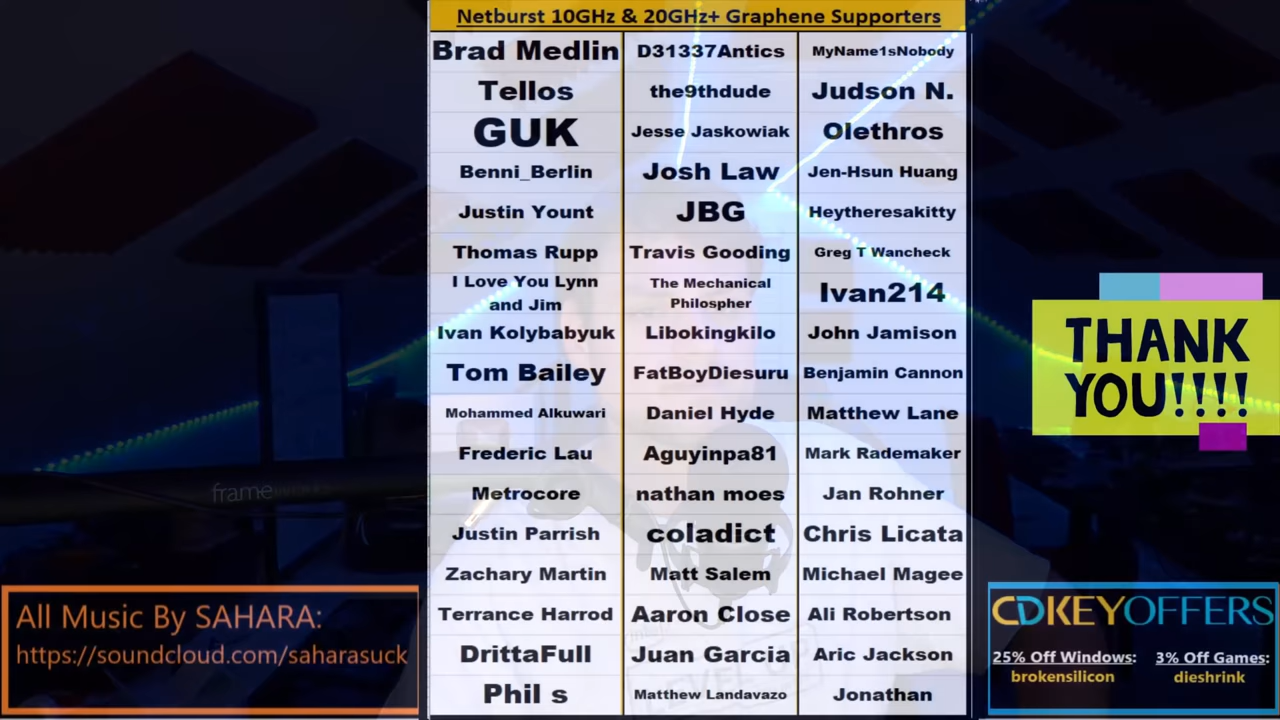 Netburst 10GHz & 20GHz+ Graphene Supporters
Brad Medlin D31337Antics MyName1sNobody
Tellos the9thdude Judson N.
GUK Jesse Jaskowiak Olethros
Benni_Berlin Josh Law Jen-Hsun Huang
Justin Yount JBG Heytheresakitty
Thomas Rupp Travis Gooding Greg T Wancheck
I Love You Lynn and Jim The Mechanical Philospher Ivan214
Ivan Kolybabyuk Libokingkilo John Jamison
Tom Bailey FatBoyDiesuru Benjamin Cannon
Mohammed Alkuwari Daniel Hyde Matthew Lane
Frederic Lau Aguyinpa81 Mark Rademaker
Metrocore nathan moes Jan Rohner
Justin Parrish coladict Chris Licata
Zachary Martin Matt Salem Michael Magee
Terrance Harrod Aaron Close Ali Robertson
DrittaFull Juan Garcia Aric Jackson
Phil s Matthew Landavazo Jonathan
THANK
YOU!!!!
frame
All Music By SAHARA:
https://soundcloud.com/saharasuck
CDKEYOFFERS
25% Off Windows: 3% Off Games:
brokensilicon dieshrink
LEVEL UP